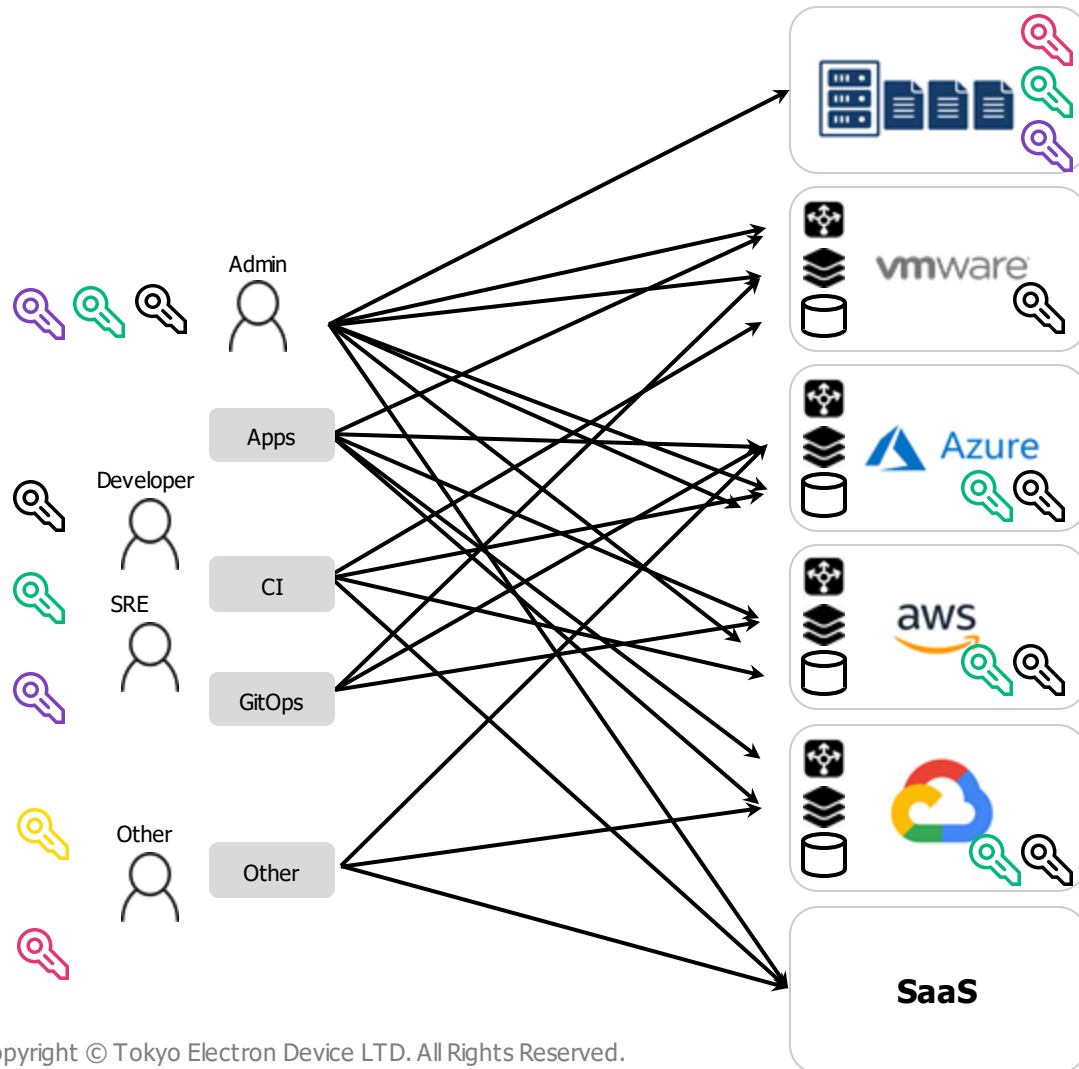 Admin
vmware
Apps
Azure
Developer
CI
SRE
aws
GitOps
Other
Other
SaaS
opyright © Tokyo Electron Device LTD. All Rights Reserved.